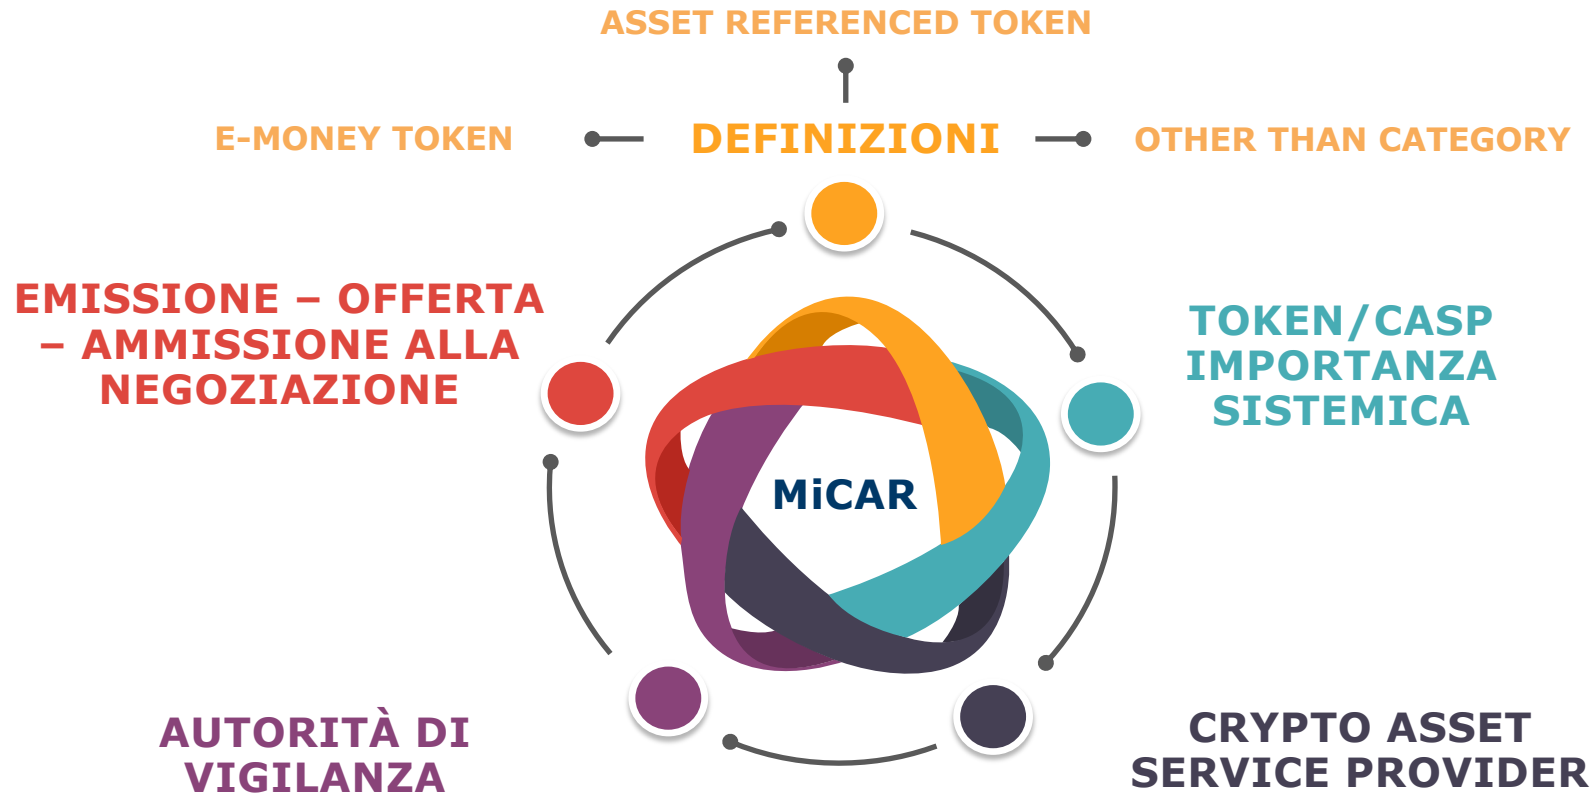 ASSET REFERENCED TOKEN
E-MONEY TOKEN
DEFINIZIONI
OTHER THAN CATEGORY
EMISSIONE – OFFERTA
– AMMISSIONE ALLA
NEGOZIAZIONE
TOKEN/CASP
IMPORTANZA
SISTEMICA
MiCAR
AUTORITÀ DI
VIGILANZA
CRYPTO ASSET
SERVICE PROVIDER